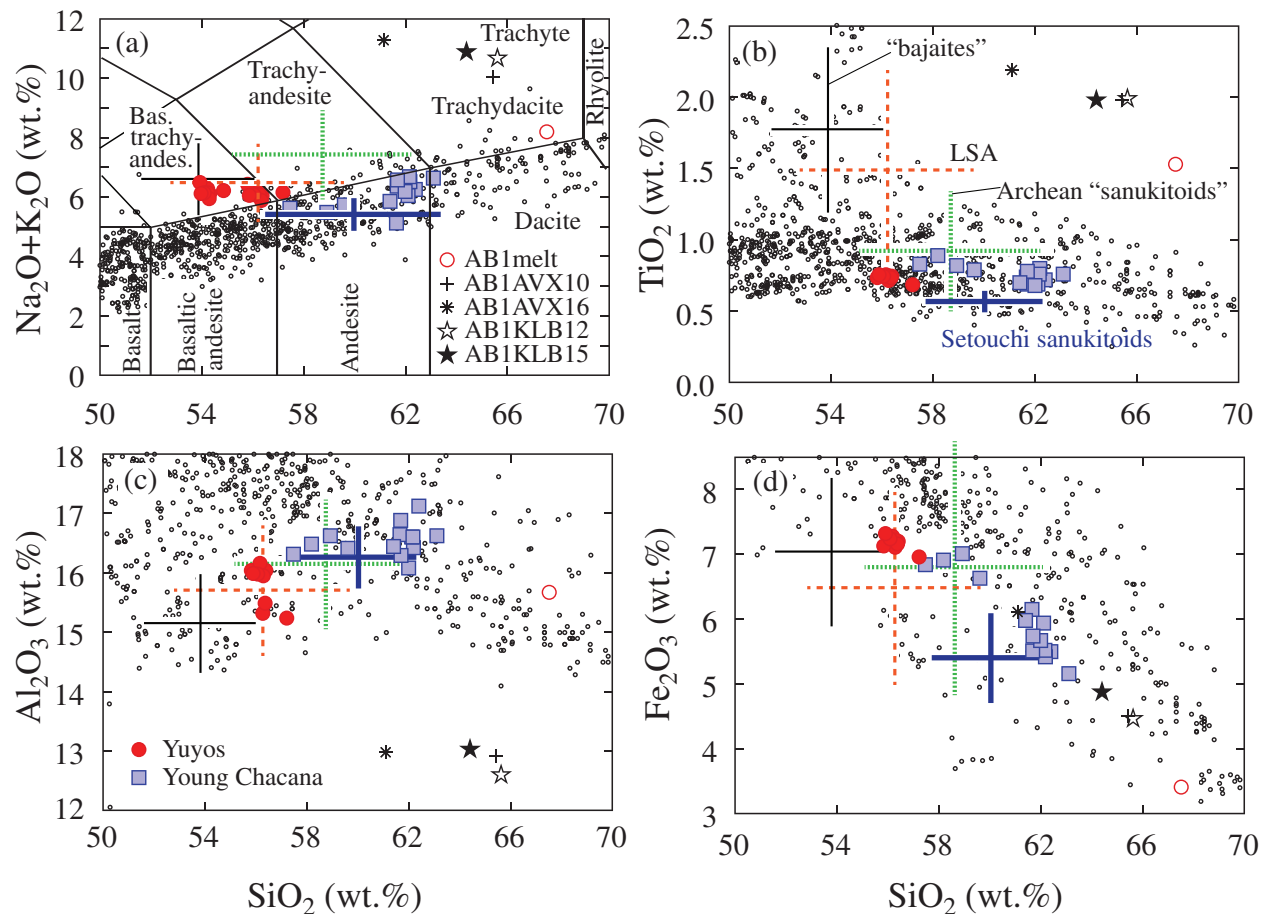 (a)
Na2O+K2O (wt.%)
12
10
8
6
4
2
0
50
54
58
62
66
70
Trachyte
Trachy-
andesite
Trachydacite
Rhyolite
Bas.
trachy-
andes.
Dacite
Basalt
Basaltic
andesite
Andesite
AB1melt
AB1AVX10
AB1AVX16
AB1KLB12
AB1KLB15
(b)
TiO2 (wt.%)
2.5
2.0
1.5
1.0
0.5
0.0
50
54
58
62
66
70
“bajaites”
LSA
Archean “sanukitoids”
Setouchi sanukitoids
(c)
Al2O3 (wt.%)
18
17
16
15
14
13
12
50
54
58
62
66
70
Yuyos
Young Chacana
SiO2 (wt.%)
(d)
Fe2O3 (wt.%)
8
7
6
5
4
3
50
54
58
62
66
70
SiO2 (wt.%)